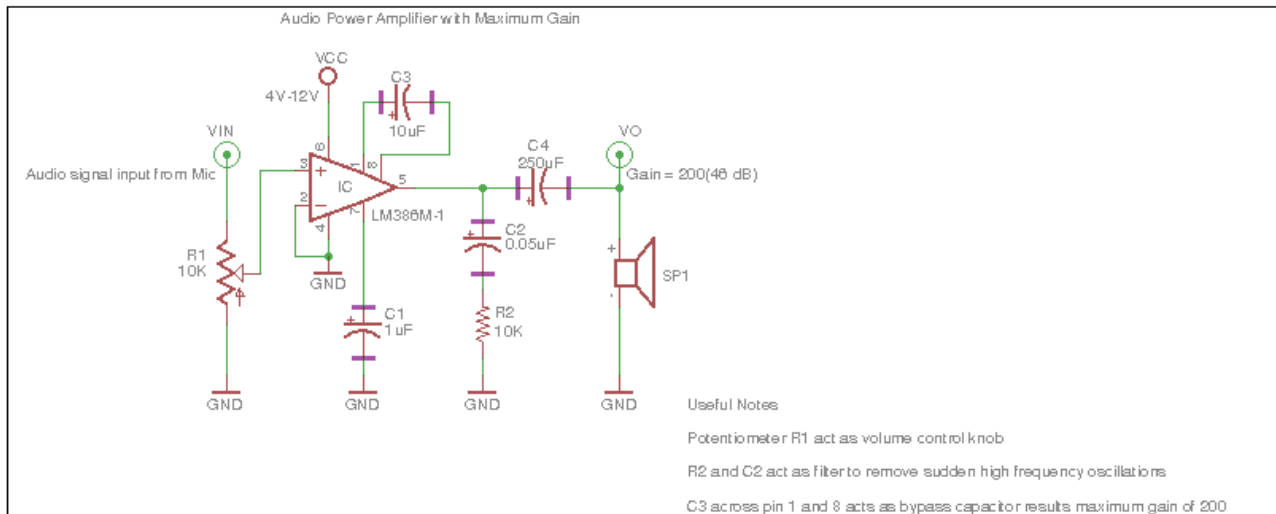 Audio Power Amplifier with Maximum Gain
VCC
4V-12V
C3
+
10uF
VIN
Audio signal input from Mic
6
1
8
3
+
IC
5
2
-
7
4
LM386M-1
C4
250uF
+
VO
Gain = 200(46 dB)
R1
10K
GND
+
C2
0.05uF
+
SP1
-
+
C1
1uF
R2
10K
GND
GND
GND
GND
Useful Notes
Potentiometer R1 act as volume control knob
R2 and C2 act as filter to remove sudden high frequency oscillations
C3 across pin 1 and 8 acts as bypass capacitor results maximum gain of 200